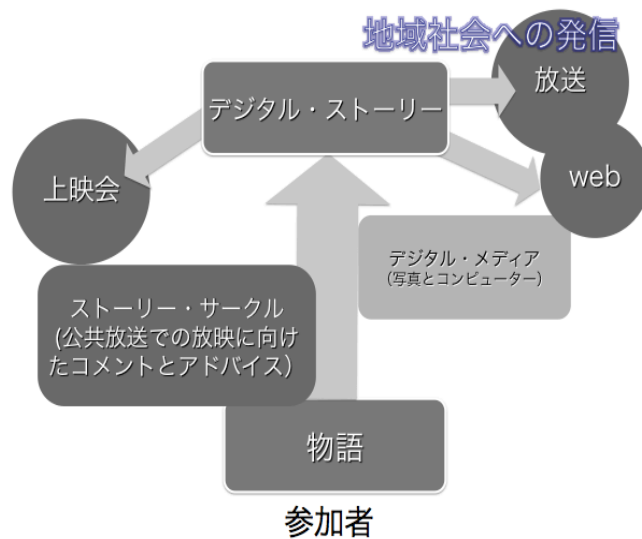 地域社会への発信
放送
デジタル・ストーリー
上映会
web
デジタル・メディア
(写真とコンピューター)
ストーリー・サークル
(公共放送での放映に向け
たコメントとアドバイス)
物語
参加者